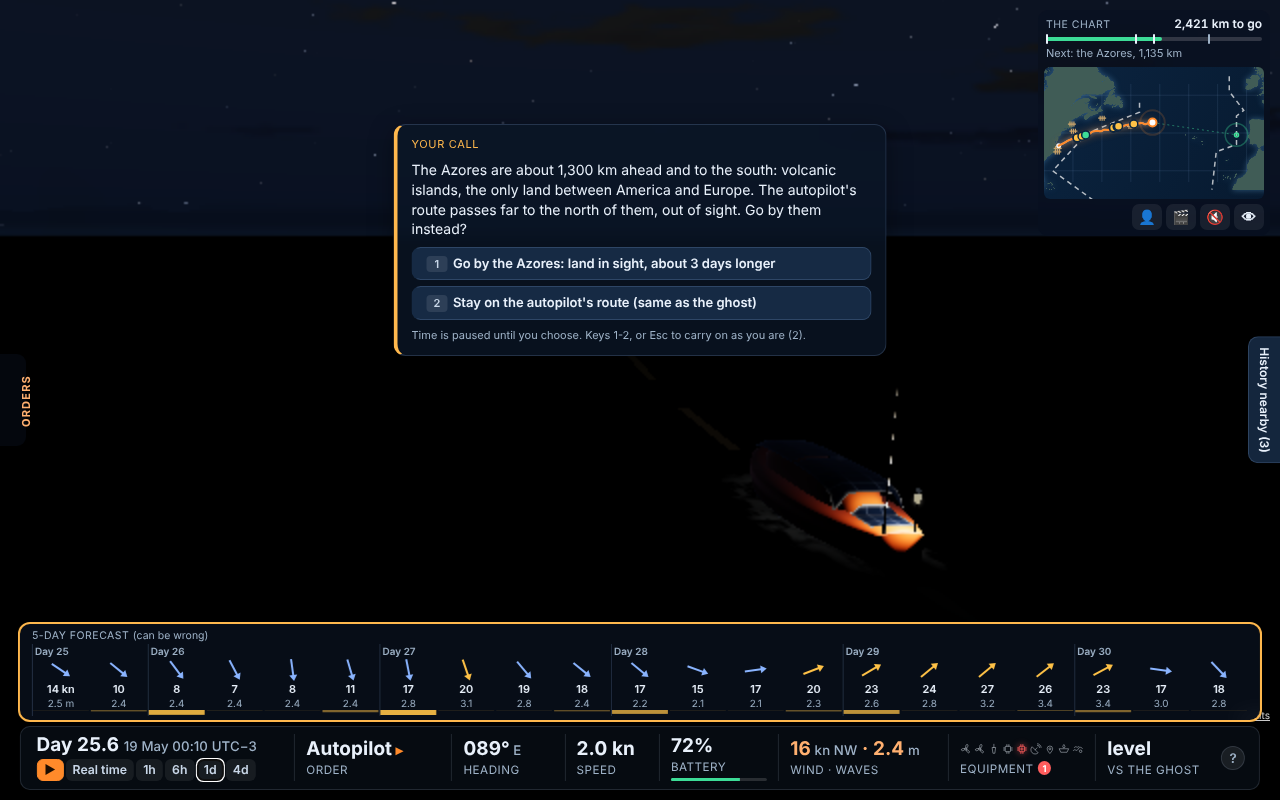 THE CHART
2,421 km to go
Next: the Azores, 1,135 km
YOUR CALL
The Azores are about 1,300 km ahead and to the south: volcanic
islands, the only land between America and Europe. The autopilot's
route passes far to the north of them, out of sight. Go by them
instead?
1 Go by the Azores: land in sight, about 3 days longer
2 Stay on the autopilot's route (same as the ghost)
Time is paused until you choose. Keys 1-2, or Esc to carry on as you are (2).
ORDERS
History nearby (3)
5-DAY FORECAST (can be wrong)
Day 25 Day 26 Day 27 Day 28 Day 29 Day 30
14 kn 10 8 7 8 11 17 20 19 18 17 15 17 20 23 24 27 26 23 17 18
2.5 m 2.4 2.4 2.4 2.4 2.4 2.8 3.1 2.8 2.4 2.2 2.1 2.1 2.3 2.6 2.8 3.2 3.4 3.4 3.0 2.8
Day 25.6 19 May 00:10 UTC−3
Real time 1h 6h 1d 4d
Autopilot ▸
ORDER
089° E
HEADING
2.0 kn
SPEED
72%
BATTERY
16 kn NW · 2.4 m
WIND · WAVES
EQUIPMENT 1
level
VS THE GHOST
?